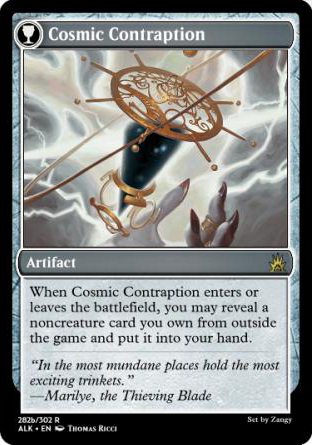 Cosmic Contraption
Artifact
When Cosmic Contraption enters or
leaves the battlefield, you may reveal a
noncreature card you own from outside
the game and put it into your hand.
“In the most mundane places hold the most
exciting trinkets.”
—Marilye, the Thieving Blade
282b/302 R
ALK • EN Thomas Ricci
Set by Zangy